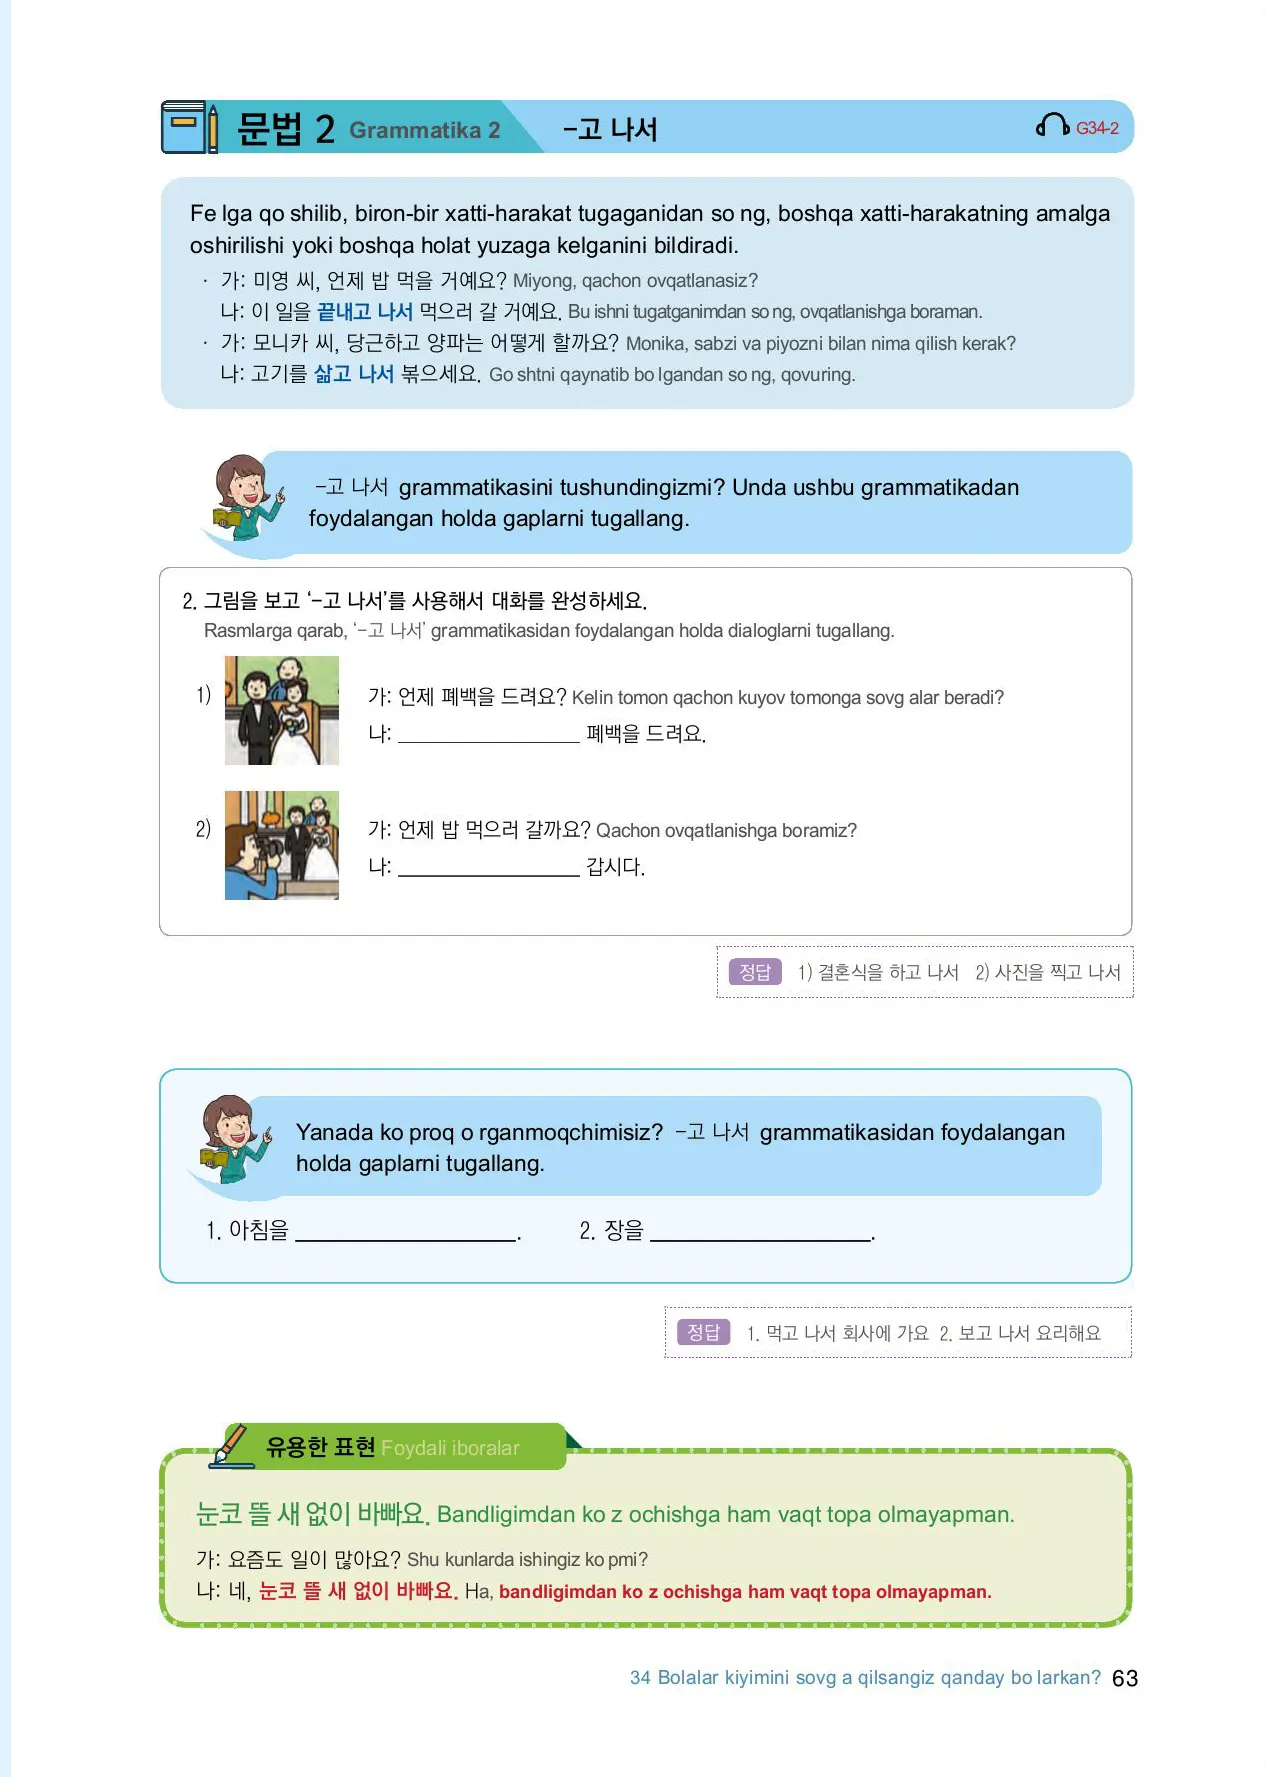 문법 2 Grammatika 2 -고 나서 G34-2
Fe lga qo shilib, biron-bir xatti-harakat tugaganidan so ng, boshqa xatti-harakatning amalga
oshirilishi yoki boshqa holat yuzaga kelganini bildiradi.
· 가: 미영 씨, 언제 밥 먹을 거예요? Miyong, qachon ovqatlanasiz?
나: 이 일을 끝내고 나서 먹으러 갈 거예요. Bu ishni tugatganimdan so ng, ovqatlanishga boraman.
· 가: 모니카 씨, 당근하고 양파는 어떻게 할까요? Monika, sabzi va piyozni bilan nima qilish kerak?
나: 고기를 삶고 나서 볶으세요. Go shtni qaynatib bo lgandan so ng, qovuring.
-고 나서 grammatikasini tushundingizmi? Unda ushbu grammatikadan
foydalangan holda gaplarni tugallang.
2. 그림을 보고 ‘-고 나서’를 사용해서 대화를 완성하세요.
Rasmlarga qarab, ‘-고 나서’ grammatikasidan foydalangan holda dialoglarni tugallang.
1) 가: 언제 폐백을 드려요? Kelin tomon qachon kuyov tomonga sovg alar beradi?
나: ____________ 폐백을 드려요.
2) 가: 언제 밥 먹으러 갈까요? Qachon ovqatlanishga boramiz?
나: ____________ 갑시다.
정답 1) 결혼식을 하고 나서 2) 사진을 찍고 나서
Yanada ko proq o rganmoqchimisiz? -고 나서 grammatikasidan foydalangan
holda gaplarni tugallang.
1. 아침을 ____________. 2. 장을 ____________.
정답 1. 먹고 나서 회사에 가요 2. 보고 나서 요리해요
유용한 표현 Foydali iboralar
눈코 뜰 새 없이 바빠요. Bandligimdan ko z ochishga ham vaqt topa olmayapman.
가: 요즘도 일이 많아요? Shu kunlarda ishingiz ko pmi?
나: 네, 눈코 뜰 새 없이 바빠요. Ha, bandligimdan ko z ochishga ham vaqt topa olmayapman.
34 Bolalar kiyimini sovg a qilsangiz qanday bo larkan? 63